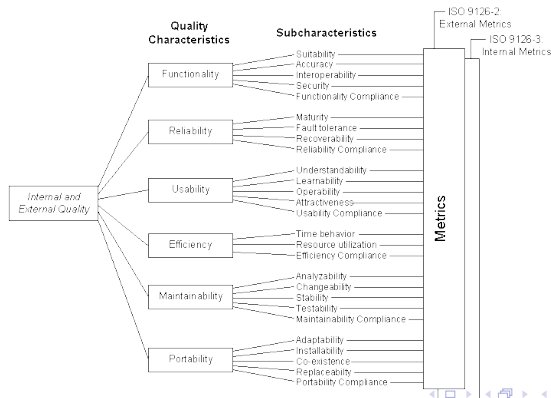 Quality
Characteristics
Subcharacteristics
ISO 9126-2:
External Metrics
ISO 9126-3:
Internal Metrics
Internal and
External Quality
Functionality
Suitability
Accuracy
Interoperability
Security
Functionality Compliance
Reliability
Maturity
Fault tolerance
Recoverability
Reliability Compliance
Usability
Understandability
Learnability
Operability
Attractiveness
Usability Compliance
Efficiency
Time behavior
Resource utilization
Efficiency Compliance
Maintainability
Analyzability
Changeability
Stability
Testability
Maintainability Compliance
Portability
Adaptability
Installability
Co-existence
Replaceabilty
Portability Compliance
Metrics